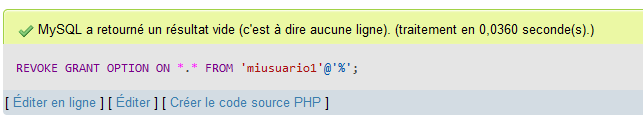 MySQL a retourné un résultat vide (c'est à dire aucune ligne). (traitement en 0,0360 seconde(s).)
REVOKE GRANT OPTION ON *.* FROM 'miusuario1'@'%';
[ Éditer en ligne ] [ Éditer ] [ Créer le code source PHP ]